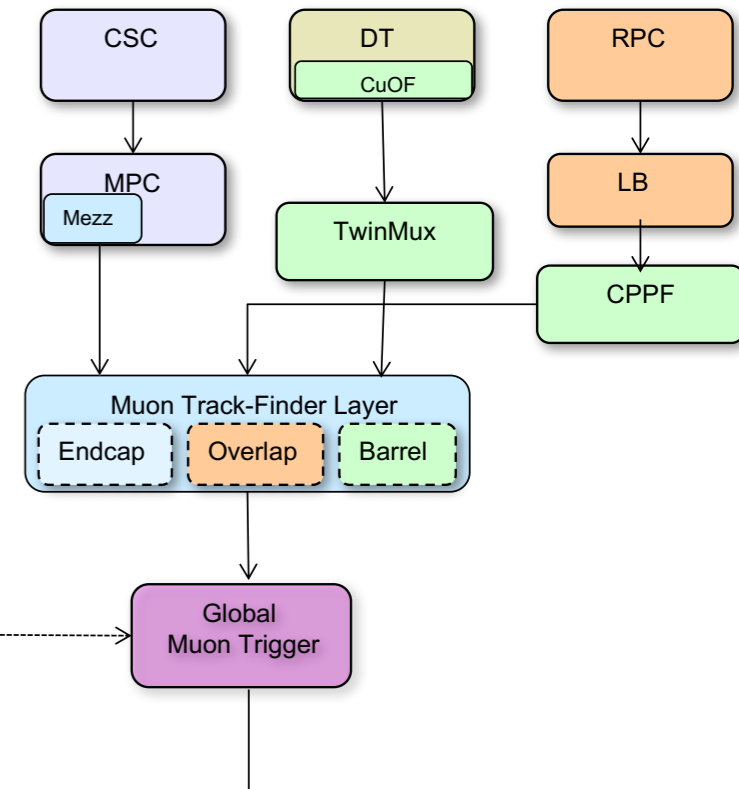 CSC
DT
RPC
CuOF
MPC
LB
Mezz
TwinMux
CPPF
Muon Track-Finder Layer
Endcap
Overlap
Barrel
Global
Muon Trigger